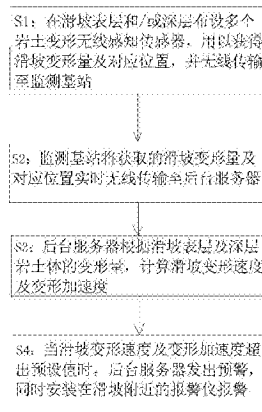 S1：在滑坡表层和/或深层布设多个
岩土变形无线感知传感器，用以获得
滑坡变形量及对应位置，并无线传输
至监测基站
S2：监测基站将获取的滑坡变形量及
对应位置实时无线传输至后台服务器
S3：后台服务器根据滑坡表层及深层
岩土体的变形量，计算滑坡变形速度
及变形加速度
S4：当滑坡变形速度及变形加速度超
出预设值时，后台服务器发出预警，
同时安装在滑坡附近的报警仪报警